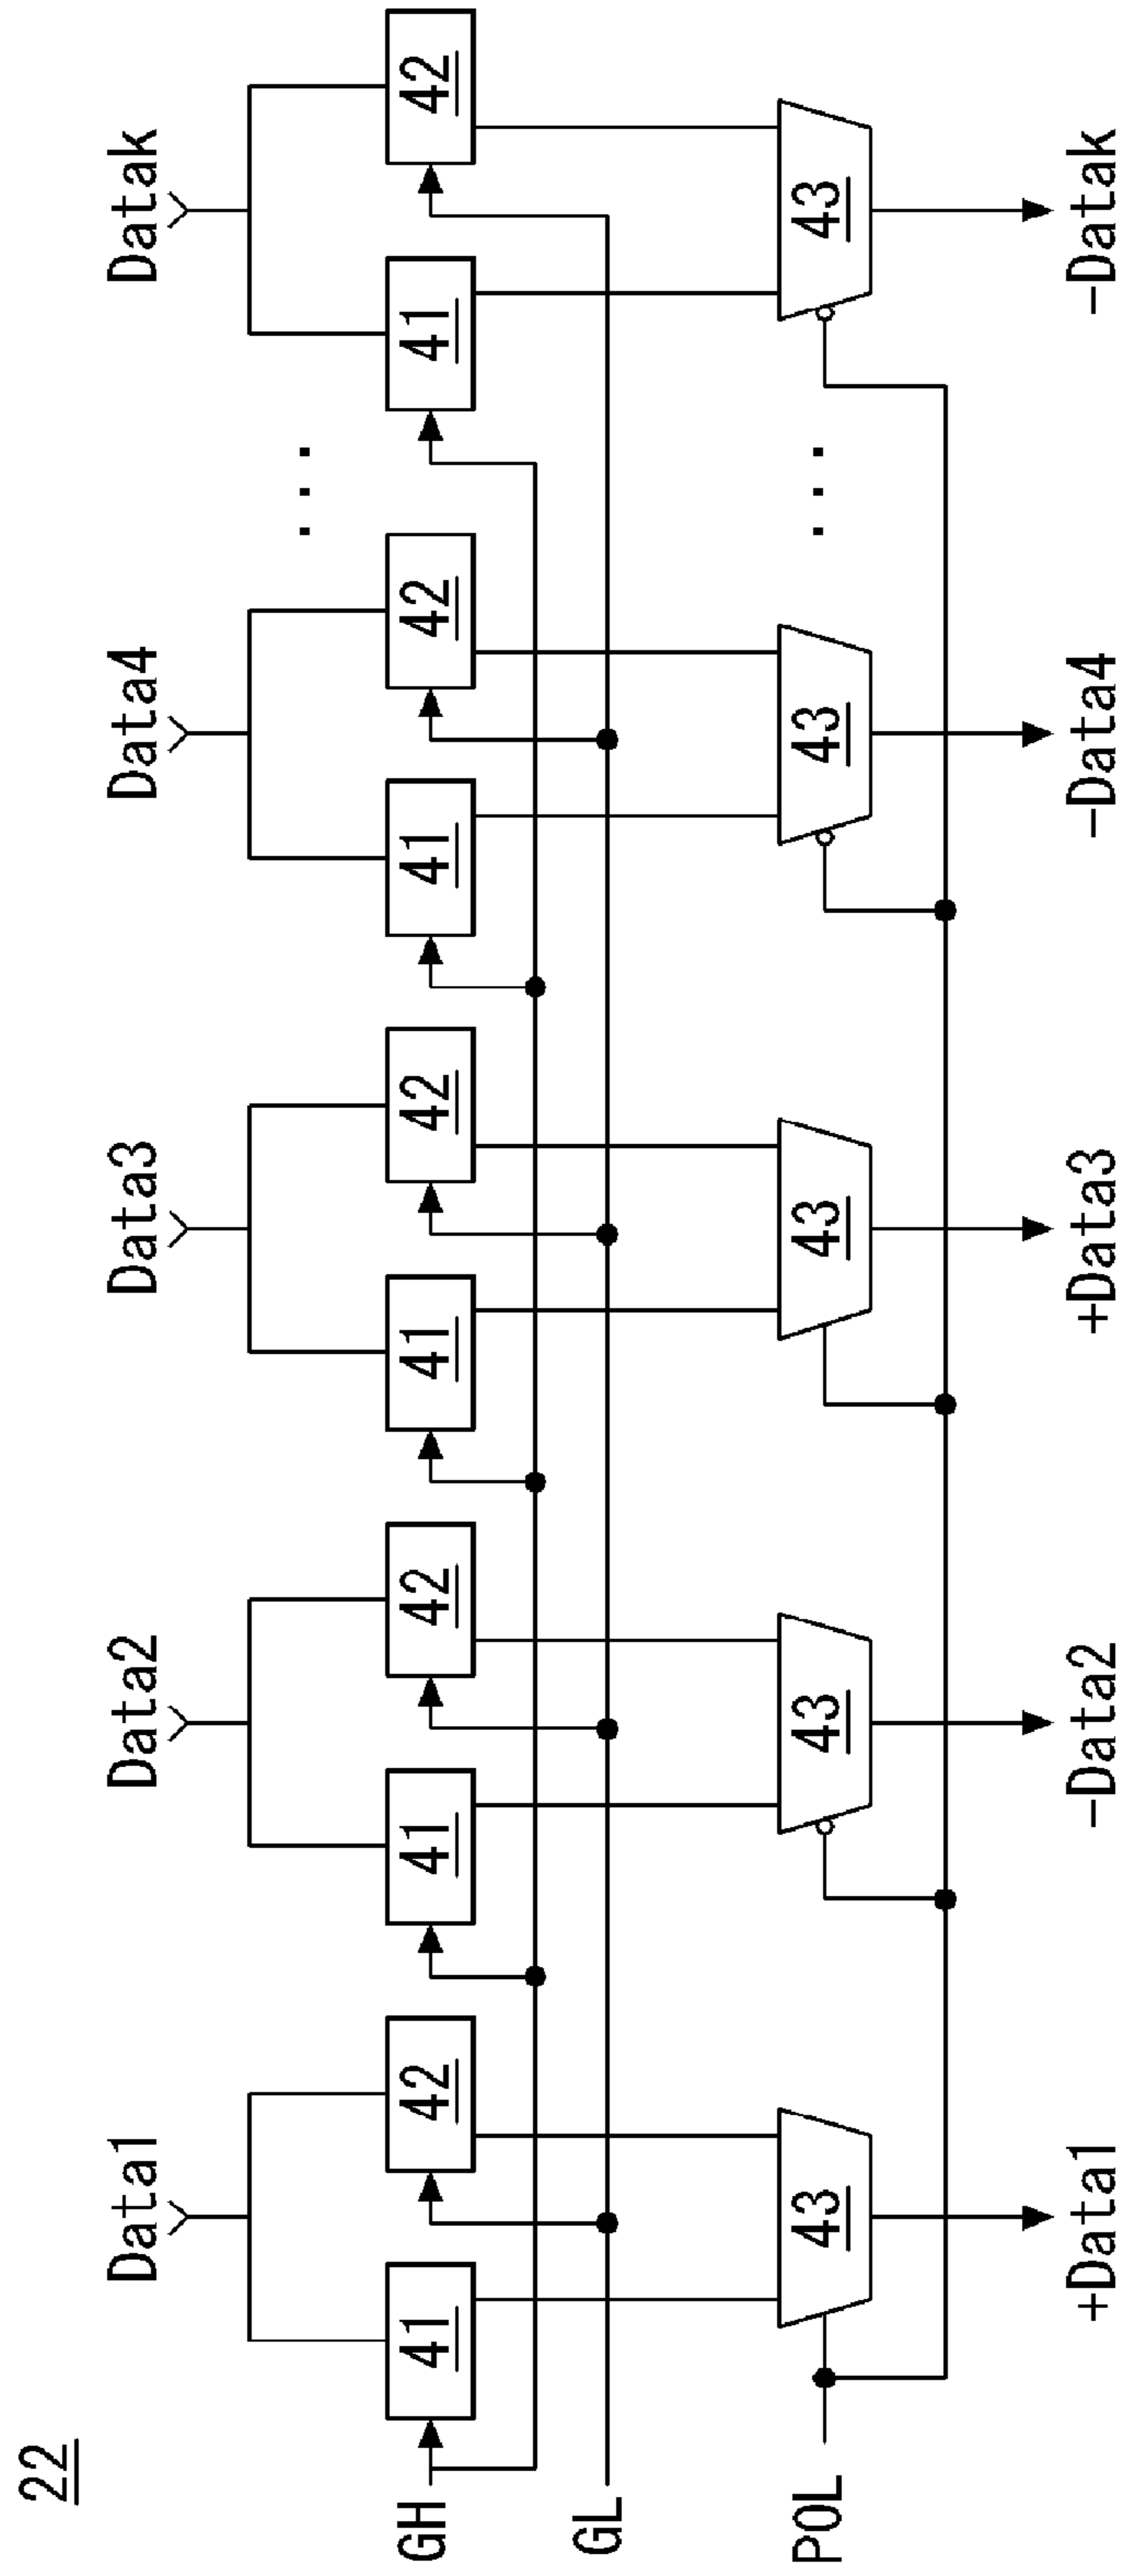 22
Data1 Data2 Data3 Data4 Datak
41 42 41 42 41 42 41 42 ... 41 42
GH
GL
POL 43 43 43 43 ... 43
+Data1 -Data2 +Data3 -Data4 -Datak